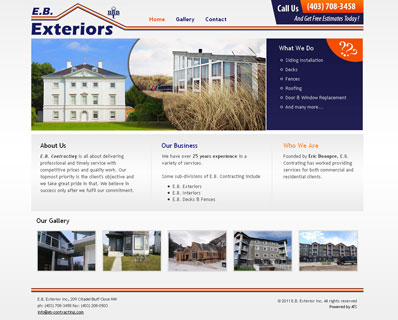 E.B.
Exteriors
BBB
Home Gallery Contact
Call Us (403) 708-3458
And Get Free Estimates Today!
What We Do
Siding Installation
Decks
Fences
Roofing
Door & Window Replacement
And many more...
???
About Us
E.B. Contracting is all about delivering
professional and timely service with
competitive prices and quality work. Our
topmost priority is the client's objective and
we take great pride in that. We believe in
success only after we fulfil our commitment.
Our Business
We have over 25 years experience in a
variety of services.
Some sub-divisions of E.B. Contracting include
E.B. Exteriors
E.B. Interiors
E.B. Decks & Fences
Who We Are
Founded by Eric, E.B.
Contracting has worked providing
services for both commercial and
residential clients.
Our Gallery
E.B. Exterior Inc, 209 Citadel Bluff Close NW
ph: (403) 708-3458 Fax: (403) 208-0903
info@eb-contracting.com
© 2011 E.B. Exterior Inc. All rights reserved
Powered by